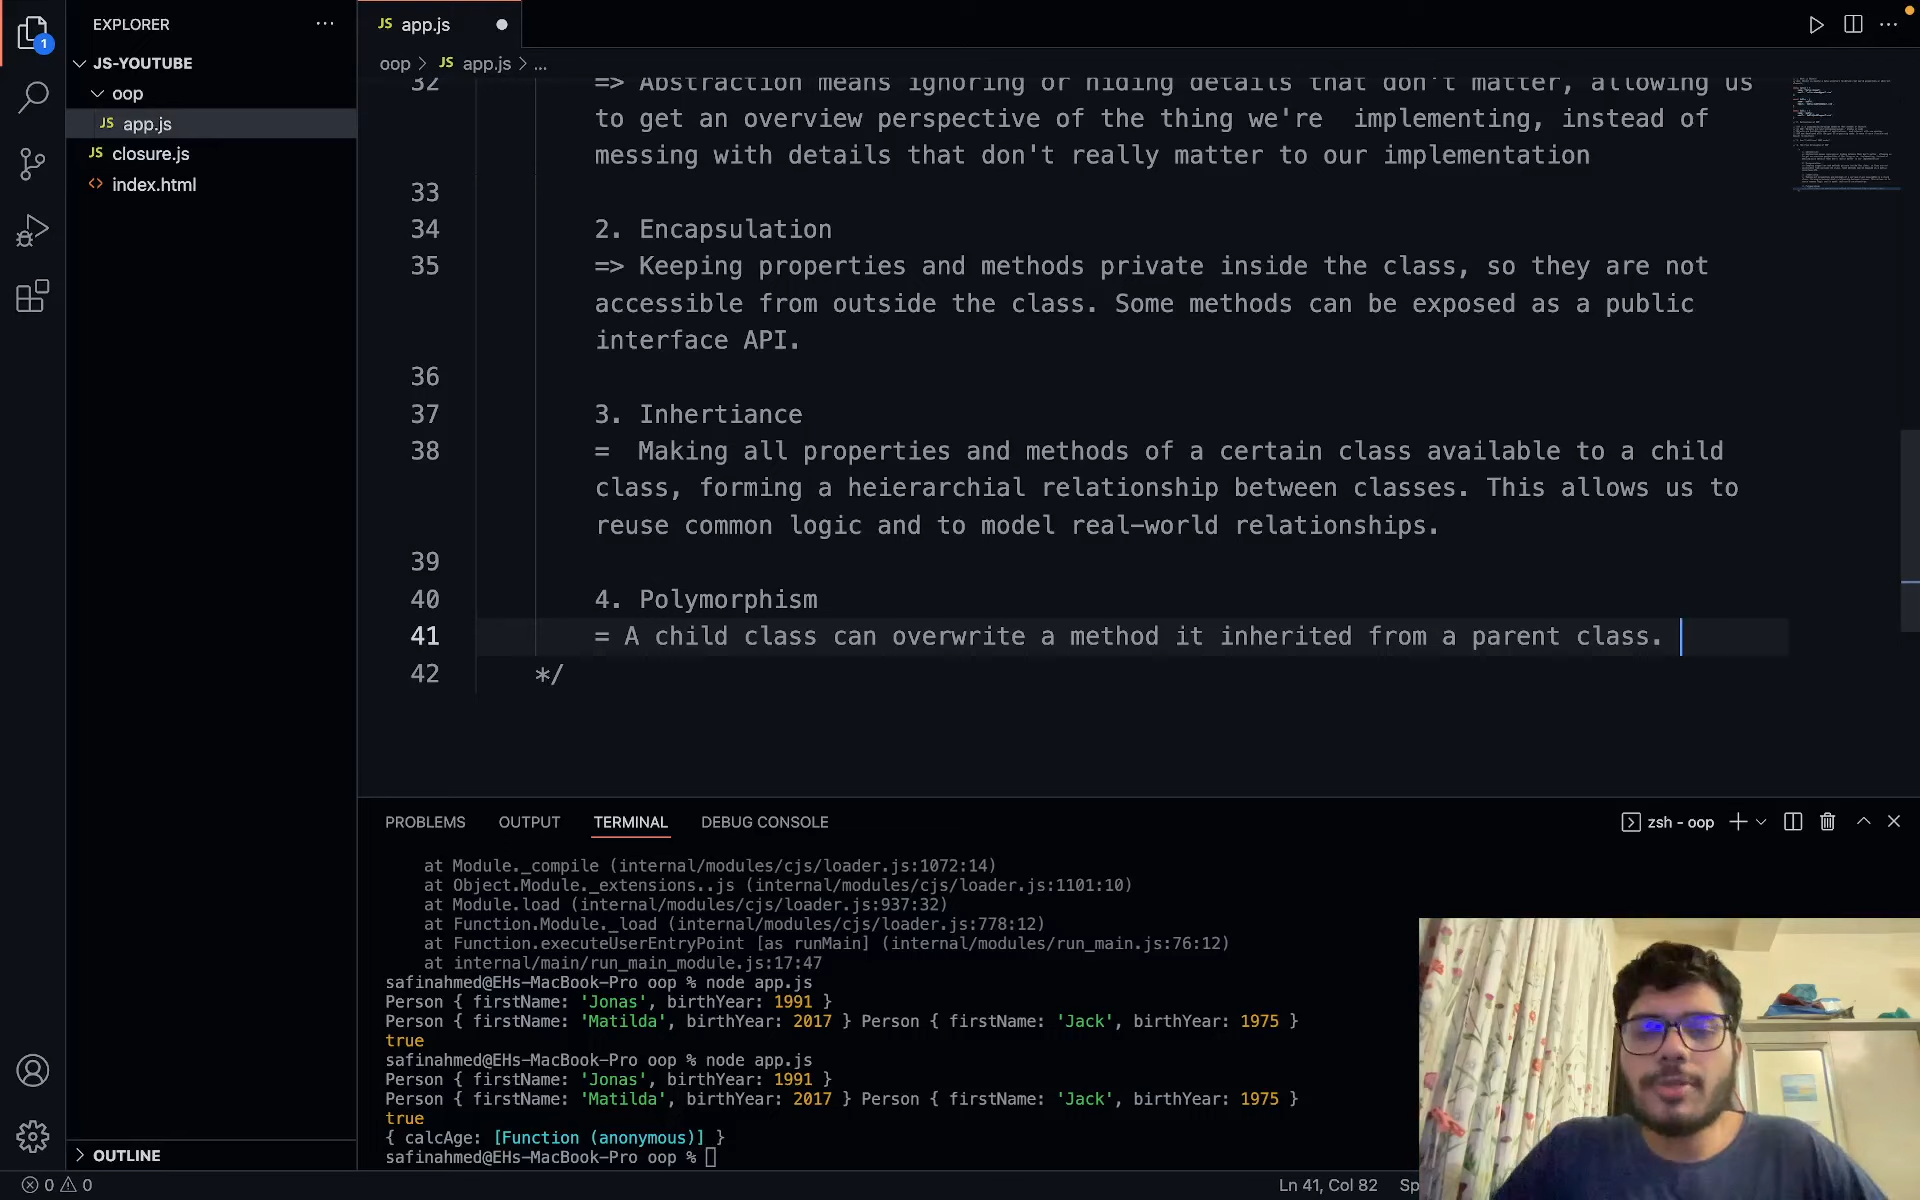 EXPLORER
···
JS app.js
1
JS-YOUTUBE
oop
JS app.js
JS closure.js
<> index.html
OUTLINE
oop > JS app.js > ...
32 => Abstraction means ignoring or hiding details that don't matter, allowing us
to get an overview perspective of the thing we're  implementing, instead of
messing with details that don't really matter to our implementation
33
34 2. Encapsulation
35 => Keeping properties and methods private inside the class, so they are not
accessible from outside the class. Some methods can be exposed as a public
interface API.
36
37 3. Inhertiance
38 =  Making all properties and methods of a certain class available to a child
class, forming a heierarchial relationship between classes. This allows us to
reuse common logic and to model real-world relationships.
39
40 4. Polymorphism
41 = A child class can overwrite a method it inherited from a parent class.
42 */
PROBLEMS OUTPUT TERMINAL DEBUG CONSOLE
zsh - oop
at Module._compile (internal/modules/cjs/loader.js:1072:14)
at Object.Module._extensions..js (internal/modules/cjs/loader.js:1101:10)
at Module.load (internal/modules/cjs/loader.js:937:32)
at Function.Module._load (internal/modules/cjs/loader.js:778:12)
at Function.executeUserEntryPoint [as runMain] (internal/modules/run_main.js:76:12)
at internal/main/run_main_module.js:17:47
safinahmed@EHs-MacBook-Pro oop % node app.js
Person { firstName: 'Jonas', birthYear: 1991 }
Person { firstName: 'Matilda', birthYear: 2017 } Person { firstName: 'Jack', birthYear: 1975 }
true
safinahmed@EHs-MacBook-Pro oop % node app.js
Person { firstName: 'Jonas', birthYear: 1991 }
Person { firstName: 'Matilda', birthYear: 2017 } Person { firstName: 'Jack', birthYear: 1975 }
true
{ calcAge: [Function (anonymous)] }
safinahmed@EHs-MacBook-Pro oop %
0 0
Ln 41, Col 82
Sp